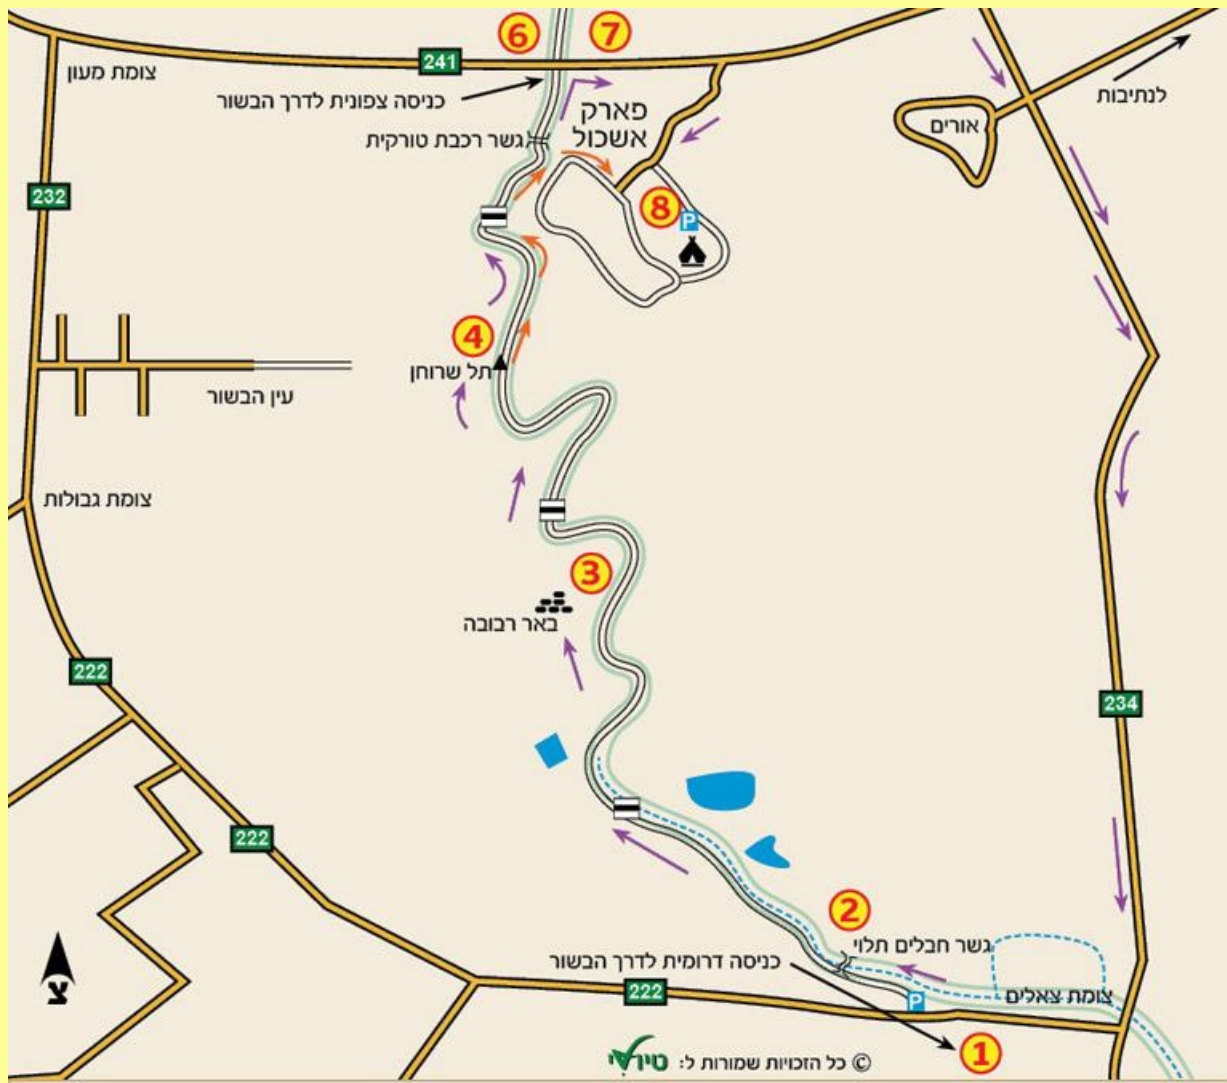 6
7
241
צומת מעון
כניסה צפונית לדרך הבשור
פארק
אשכול
לנתיבות
אורים
גשר רכבת טורקית
232
8
P
4
תל שרוחן
עין הבשור
צומת גבולות
3
באר רבובה
222
234
222
2
גשר חבלים תלוי
כניסה דרומית לדרך הבשור
צ
222
P
צומת צאלים
1
© כל הזכויות שמורות ל: טיולי